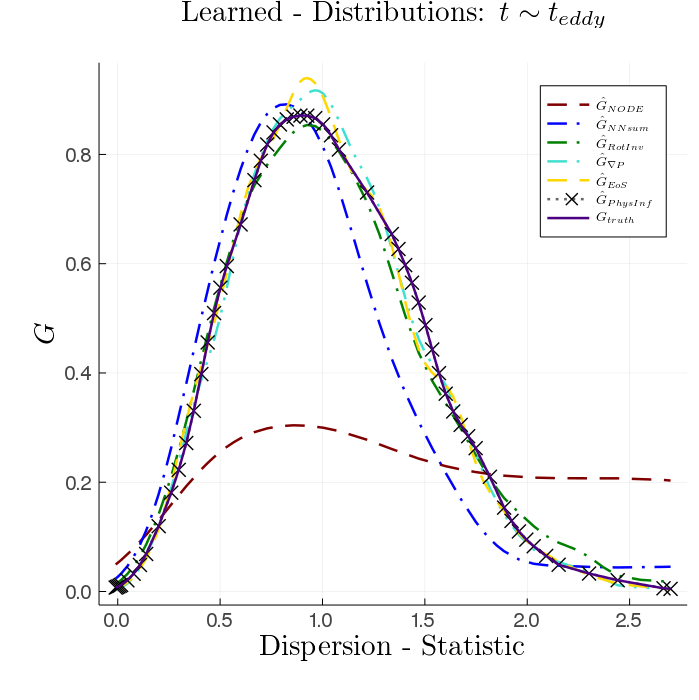 Learned - Distributions: t ∼ t_eddy
Ĝ_NODE
Ĝ_NNsum
Ĝ_RotInv
Ĝ_∇P
Ĝ_EoS
Ĝ_PhysInf
G_truth
G
0.8
0.6
0.4
0.2
0.0
0.0 0.5 1.0 1.5 2.0 2.5
Dispersion - Statistic